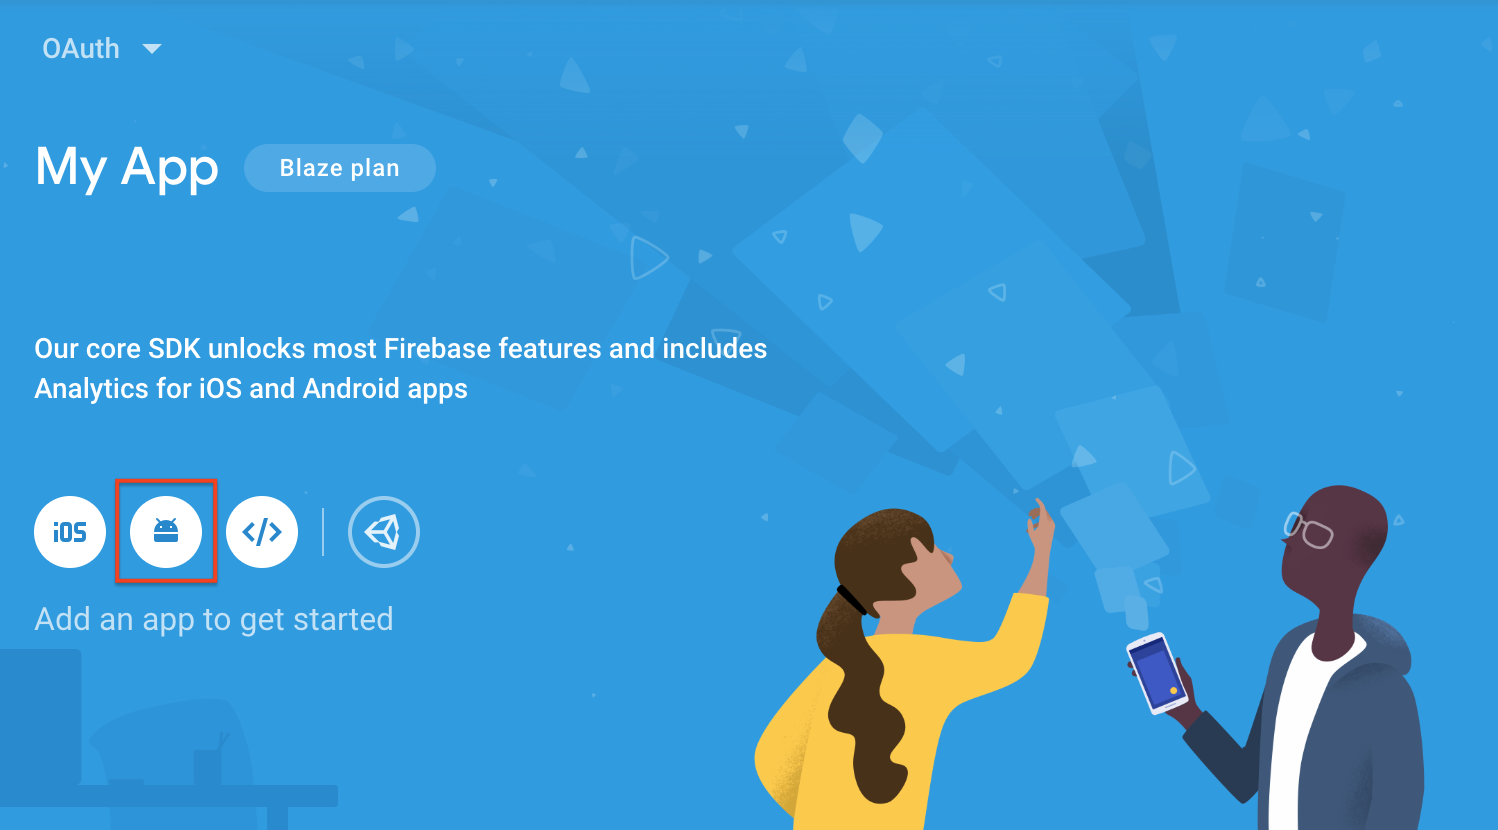 OAuth
My App
Blaze plan
Our core SDK unlocks most Firebase features and includes
Analytics for iOS and Android apps
iOS
</>
Add an app to get started